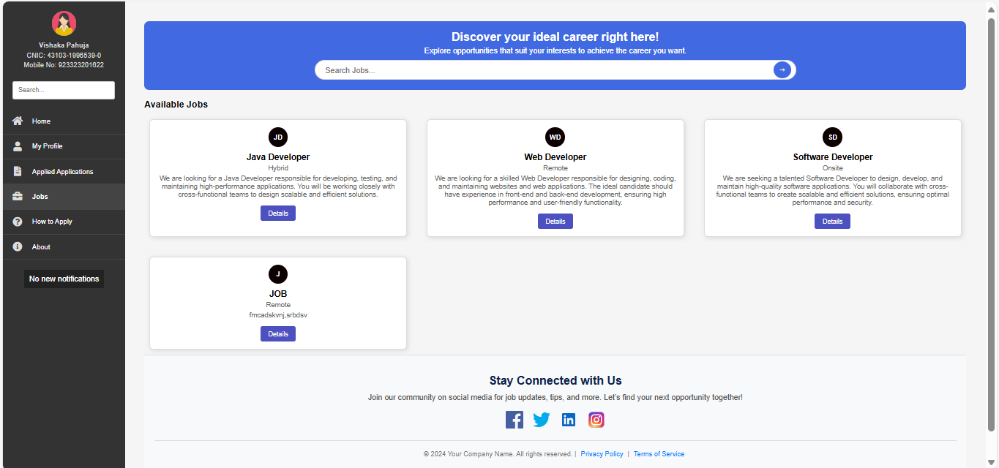 Vishaka Pahuja
CNIC: 43103-1996539-0
Mobile No: 923323201622
Search...
Home
My Profile
Applied Applications
Jobs
How to Apply
About
No new notifications
Discover your ideal career right here!
Explore opportunities that suit your interests to achieve the career you want.
Search Jobs...
→
Available Jobs
JD
Java Developer
Hybrid
We are looking for a Java Developer responsible for developing, testing, and
maintaining high-performance applications. You will be working closely with
cross-functional teams to design scalable and efficient solutions.
Details
WD
Web Developer
Remote
We are looking for a skilled Web Developer responsible for designing, coding,
and maintaining websites and web applications. The ideal candidate should
have experience in front-end and back-end development, ensuring high
performance and user-friendly functionality.
Details
SD
Software Developer
Onsite
We are seeking a talented Software Developer to design, develop, and
maintain high-quality software applications. You will collaborate with cross-
functional teams to create scalable and efficient solutions, ensuring optimal
performance and security.
Details
J
JOB
Remote
fmcadskvnj,srbdsv
Details
Stay Connected with Us
Join our community on social media for job updates, tips, and more. Let's find your next opportunity together!
© 2024 Your Company Name. All rights reserved. | Privacy Policy | Terms of Service